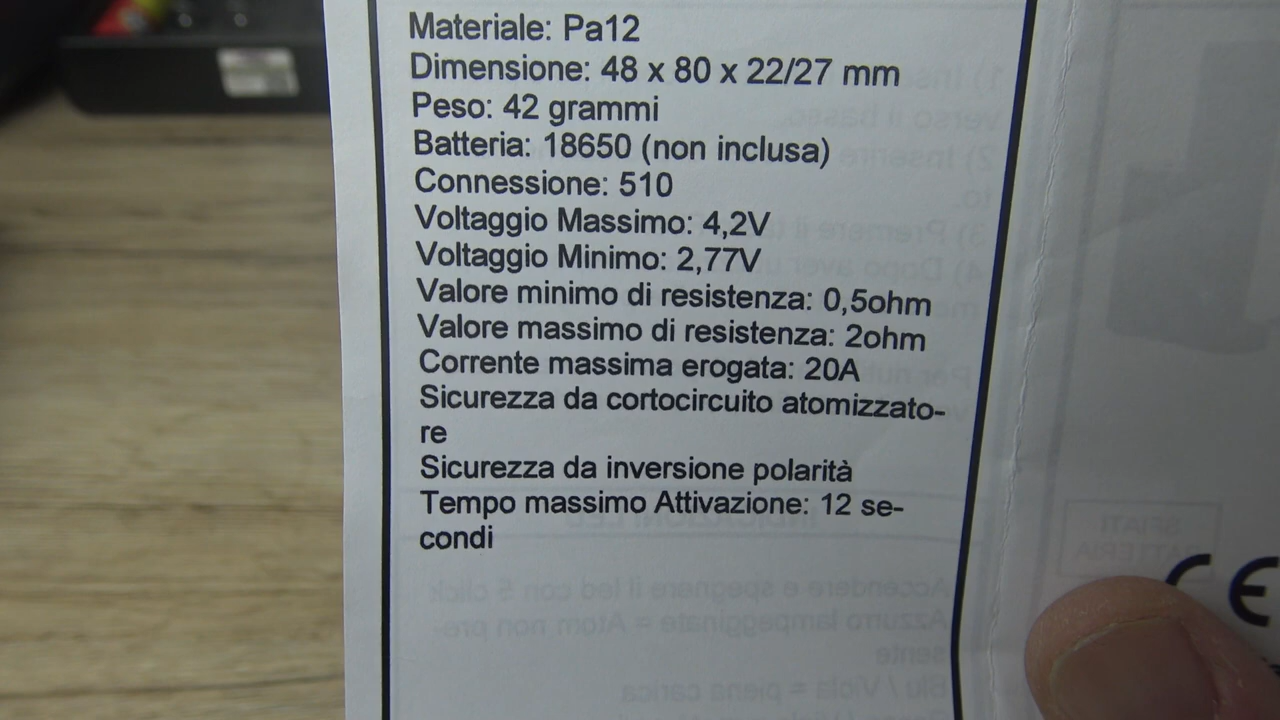 Materiale: Pa12
Dimensione: 48 x 80 x 22/27 mm
Peso: 42 grammi
Batteria: 18650 (non inclusa)
Connessione: 510
Voltaggio Massimo: 4,2V
Voltaggio Minimo: 2,77V
Valore minimo di resistenza: 0,5ohm
Valore massimo di resistenza: 2ohm
Corrente massima erogata: 20A
Sicurezza da cortocircuito atomizzato-
re
Sicurezza da inversione polarità
Tempo massimo Attivazione: 12 se-
condi
CE